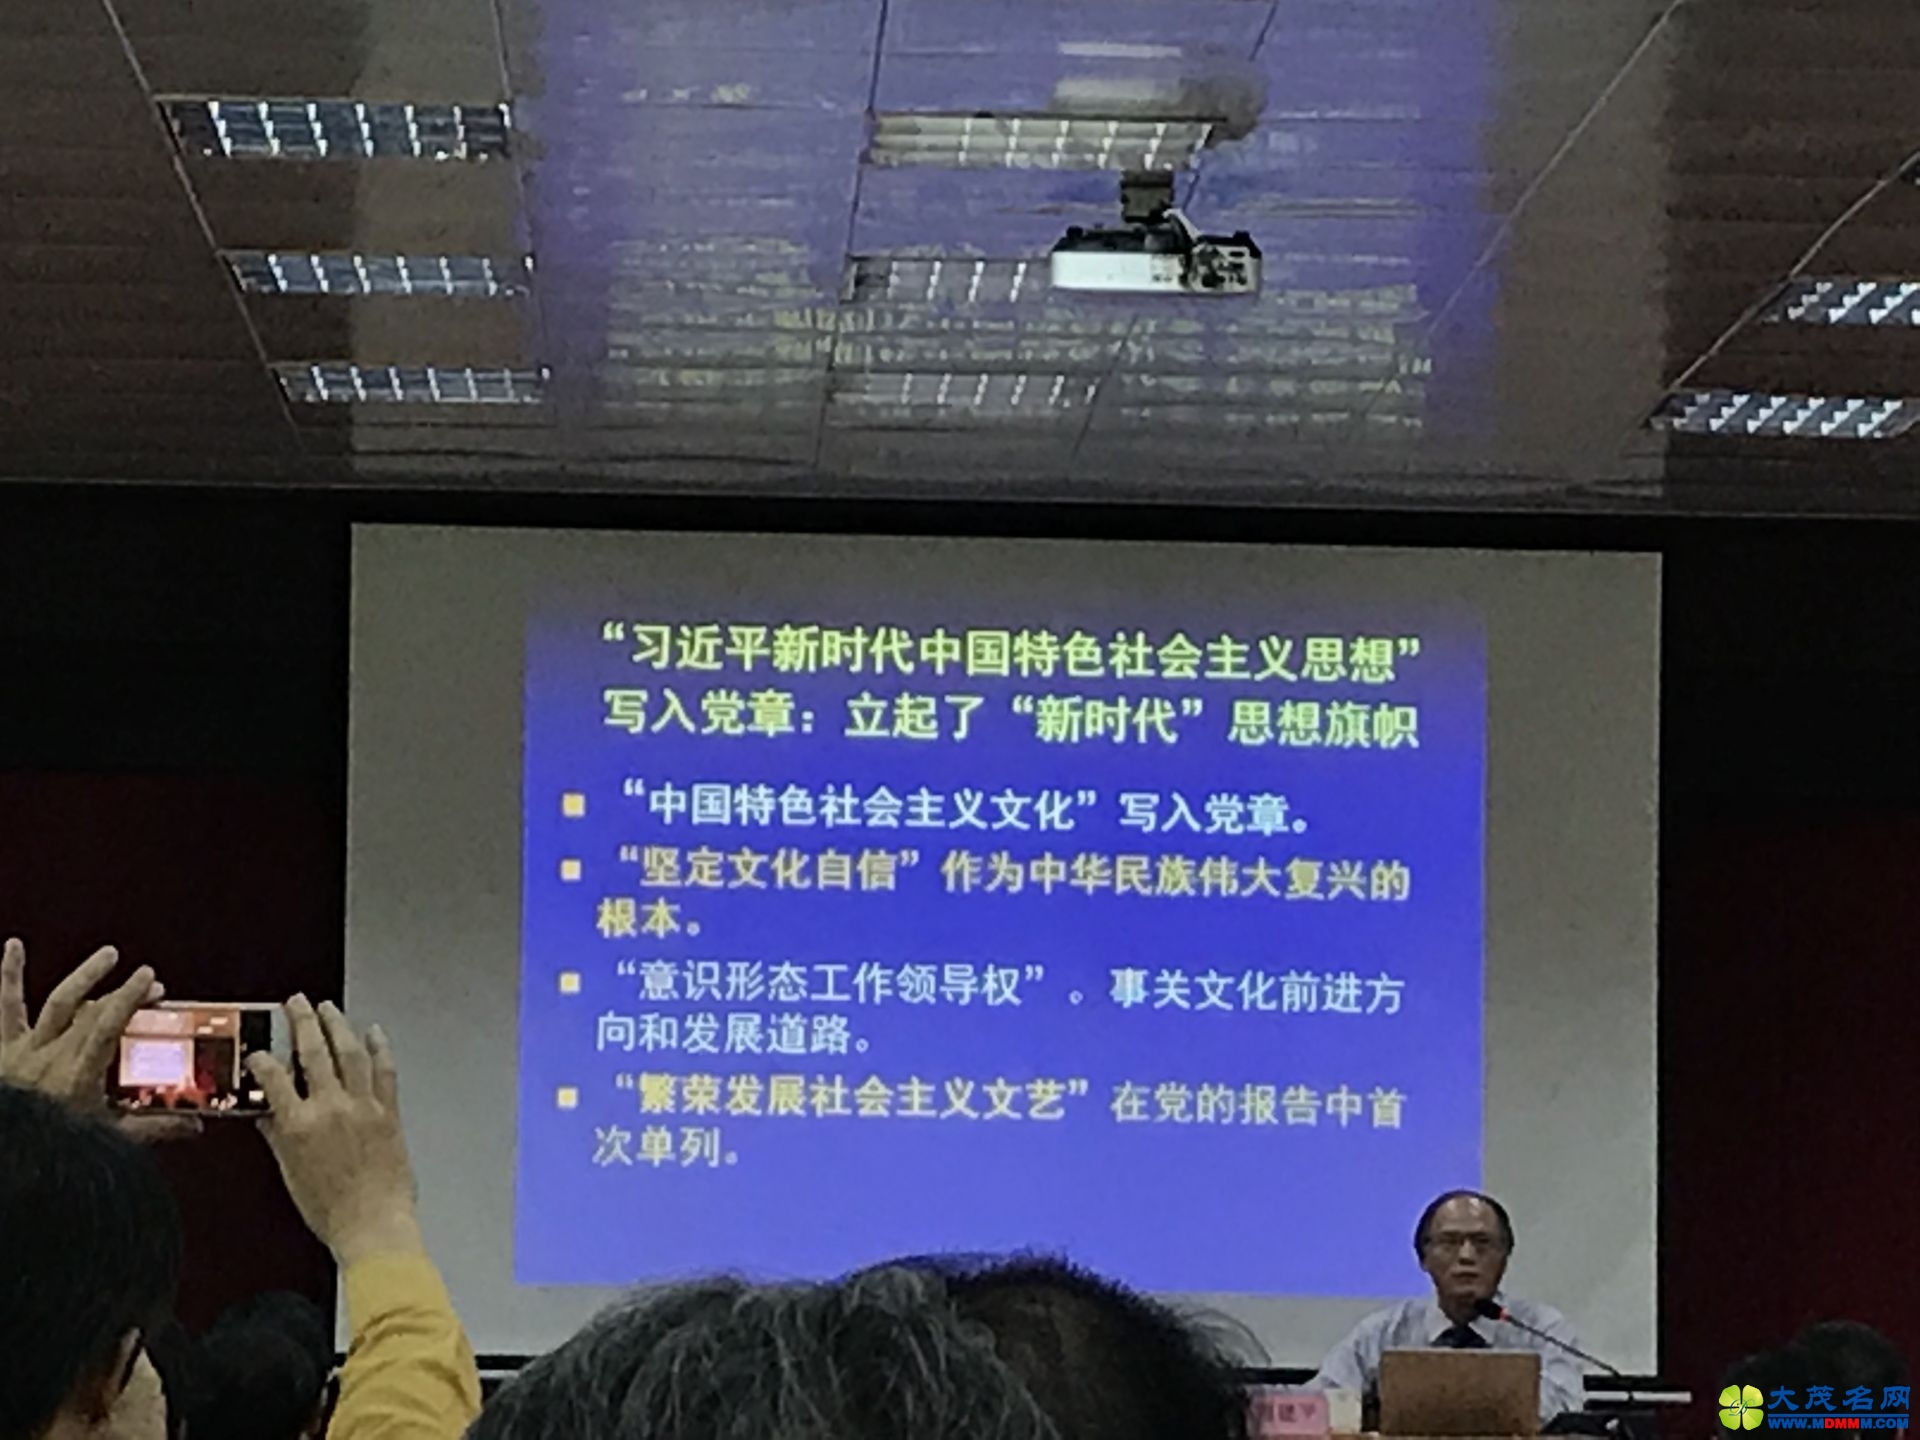 “习近平新时代中国特色社会主义思想”
写入党章：立起了“新时代”思想旗帜
“中国特色社会主义文化”写入党章。
“坚定文化自信”作为中华民族伟大复兴的
根本。
“意识形态工作领导权”。事关文化前进方
向和发展道路。
“繁荣发展社会主义文艺”在党的报告中首
次单列。
大茂名网
WWW.MDMMM.COM